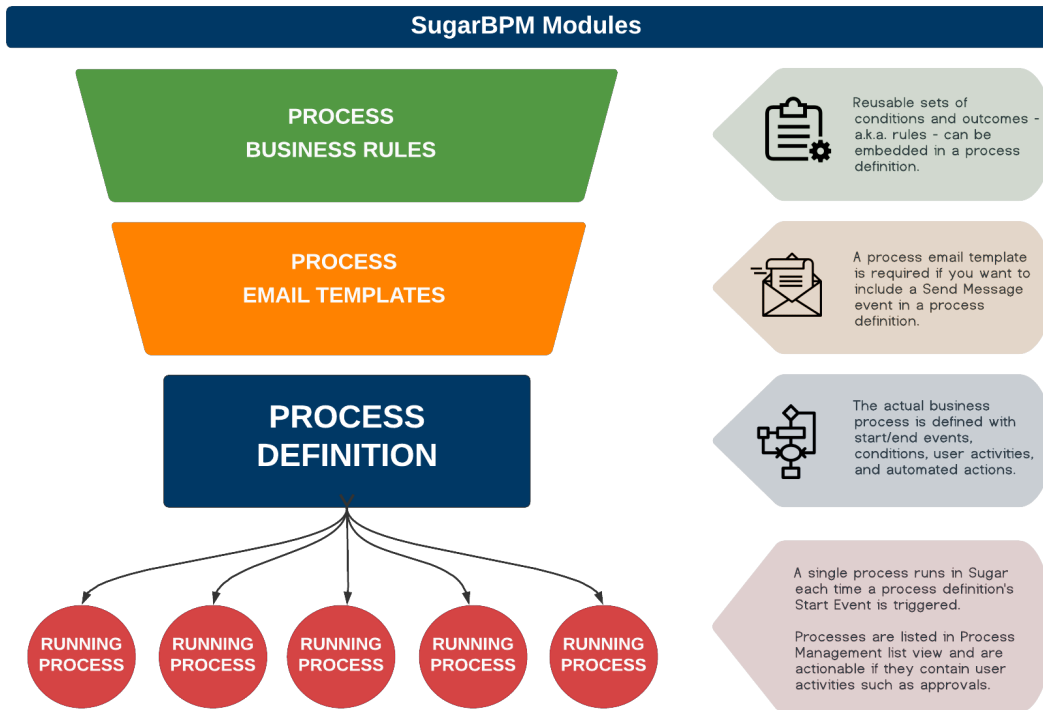 SugarBPM Modules
PROCESS
BUSINESS RULES
Reusable sets of
conditions and outcomes -
a.k.a. rules - can be
embedded in a process
definition.
PROCESS
EMAIL TEMPLATES
A process email template
is required if you want to
include a Send Message
event in a process
definition.
PROCESS
DEFINITION
The actual business
process is defined with
start/end events,
conditions, user activities,
and automated actions.
RUNNING
PROCESS
RUNNING
PROCESS
RUNNING
PROCESS
RUNNING
PROCESS
RUNNING
PROCESS
A single process runs in Sugar
each time a process definition's
Start Event is triggered.
Processes are listed in Process
Management list view and are
actionable if they contain user
activities such as approvals.